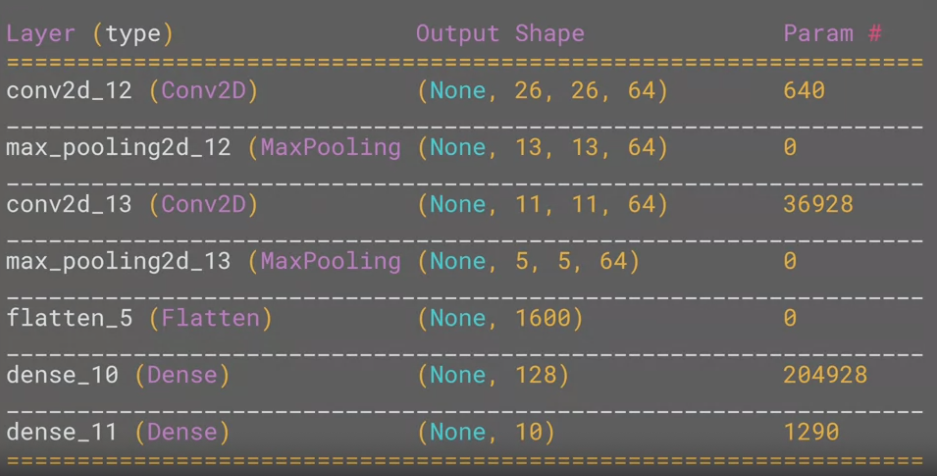 Layer (type) Output Shape Param #
=================================================================
conv2d_12 (Conv2D) (None, 26, 26, 64) 640
_________________________________________________________________
max_pooling2d_12 (MaxPooling (None, 13, 13, 64) 0
_________________________________________________________________
conv2d_13 (Conv2D) (None, 11, 11, 64) 36928
_________________________________________________________________
max_pooling2d_13 (MaxPooling (None, 5, 5, 64) 0
_________________________________________________________________
flatten_5 (Flatten) (None, 1600) 0
_________________________________________________________________
dense_10 (Dense) (None, 128) 204928
_________________________________________________________________
dense_11 (Dense) (None, 10) 1290
=================================================================